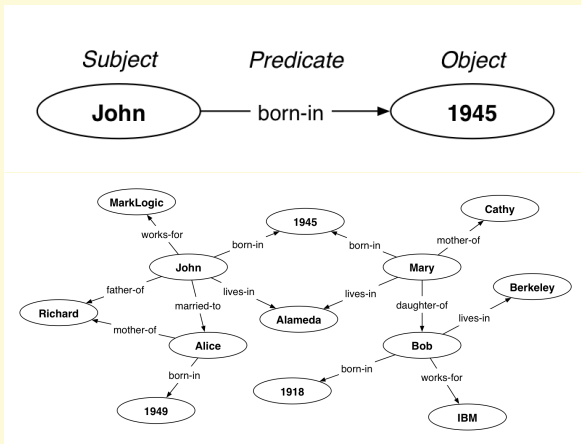 Subject Predicate Object
John born-in 1945
MarkLogic
Cathy
1945
works-for
born-in born-in mother-of
John Mary
Berkeley
father-of lives-in lives-in
married-to daughter-of
Richard Alameda lives-in
mother-of
Alice Bob
born-in born-in works-for
1918
1949 IBM